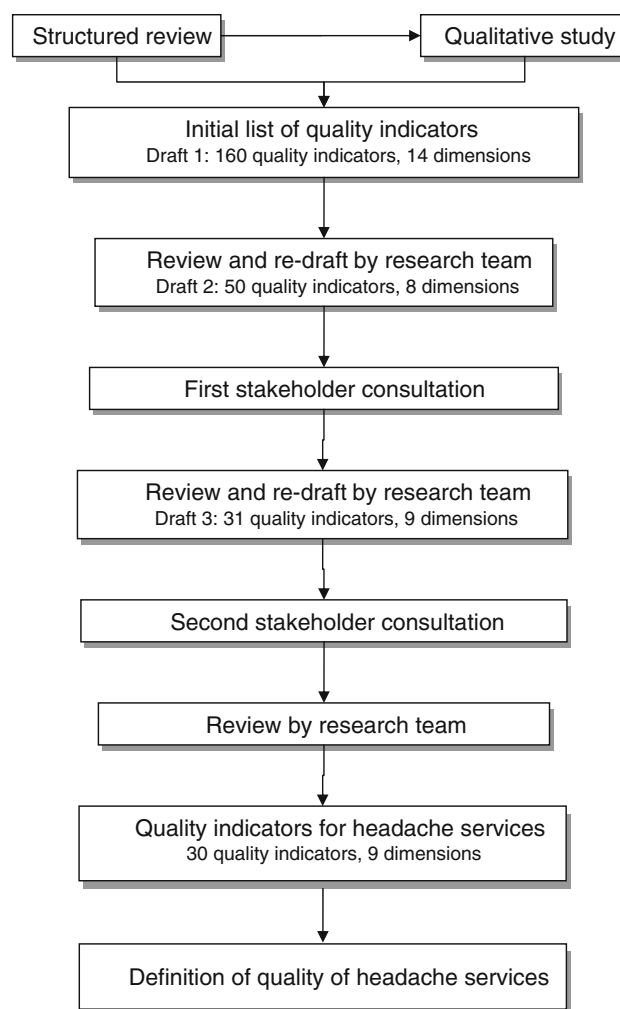 Structured review
Qualitative study
Initial list of quality indicators
Draft 1: 160 quality indicators, 14 dimensions
Review and re-draft by research team
Draft 2: 50 quality indicators, 8 dimensions
First stakeholder consultation
Review and re-draft by research team
Draft 3: 31 quality indicators, 9 dimensions
Second stakeholder consultation
Review by research team
Quality indicators for headache services
30 quality indicators, 9 dimensions
Definition of quality of headache services